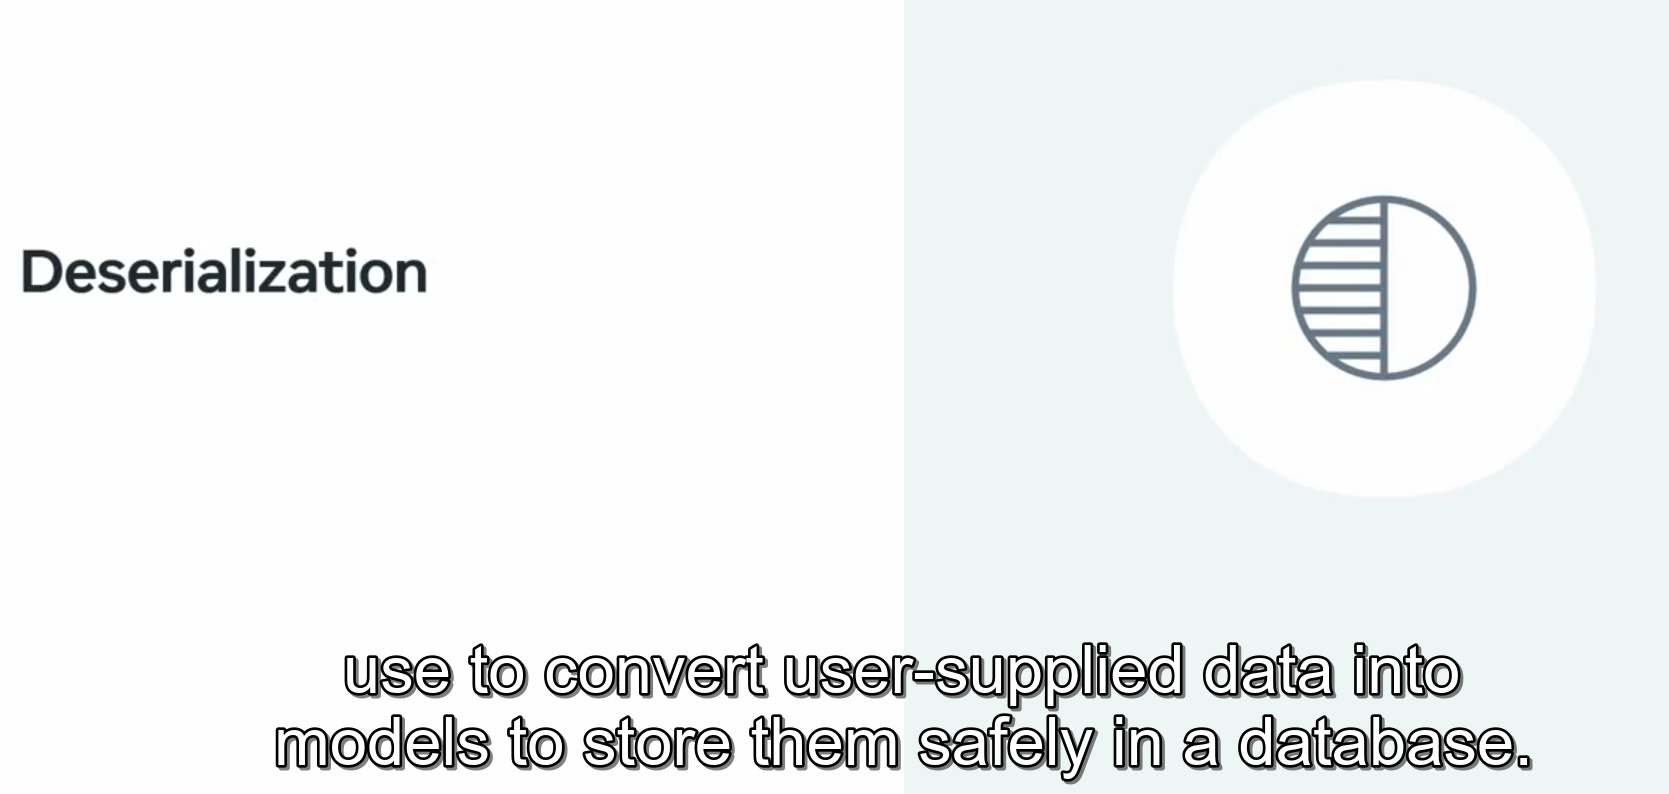 Deserialization
use to convert user-supplied data into
models to store them safely in a database.